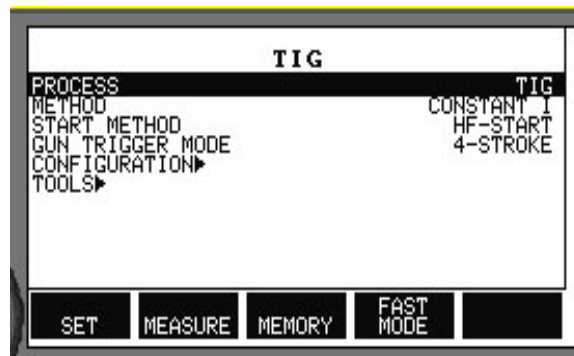 TIG
PROCESS TIG
METHOD CONSTANT I
START METHOD HF-START
GUN TRIGGER MODE 4-STROKE
CONFIGURATION▶
TOOLS▶
SET MEASURE MEMORY FAST MODE